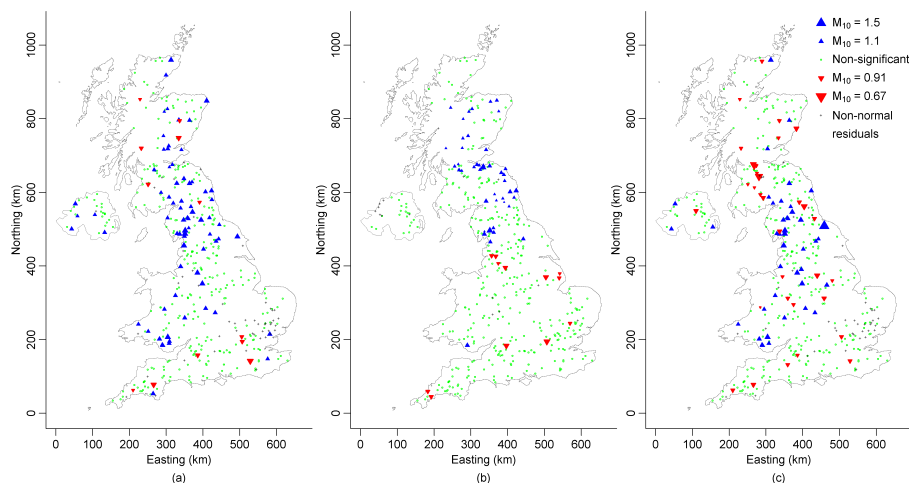 M10 = 1.5
M10 = 1.1
Non-significant
M10 = 0.91
M10 = 0.67
Non-normal
residuals
Northing (km)
0
200
400
600
800
1000
0 100 200 300 400 500 600
Easting (km)
(a)
Northing (km)
0
200
400
600
800
1000
0 100 200 300 400 500 600
Easting (km)
(b)
Northing (km)
0
200
400
600
800
1000
0 100 200 300 400 500 600
Easting (km)
(c)